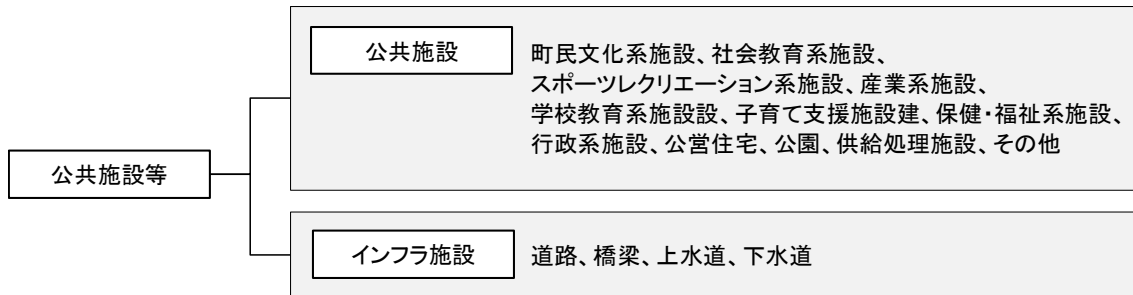 公共施設等
公共施設
町民文化系施設、社会教育系施設、
スポーツレクリエーション系施設、産業系施設、
学校教育系施設設、子育て支援施設建、保健・福祉系施設、
行政系施設、公営住宅、公園、供給処理施設、その他
インフラ施設
道路、橋梁、上水道、下水道